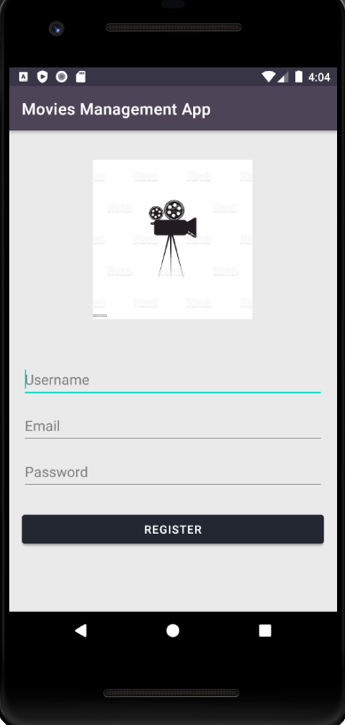 4:04
Movies Management App
Username
Email
Password
REGISTER